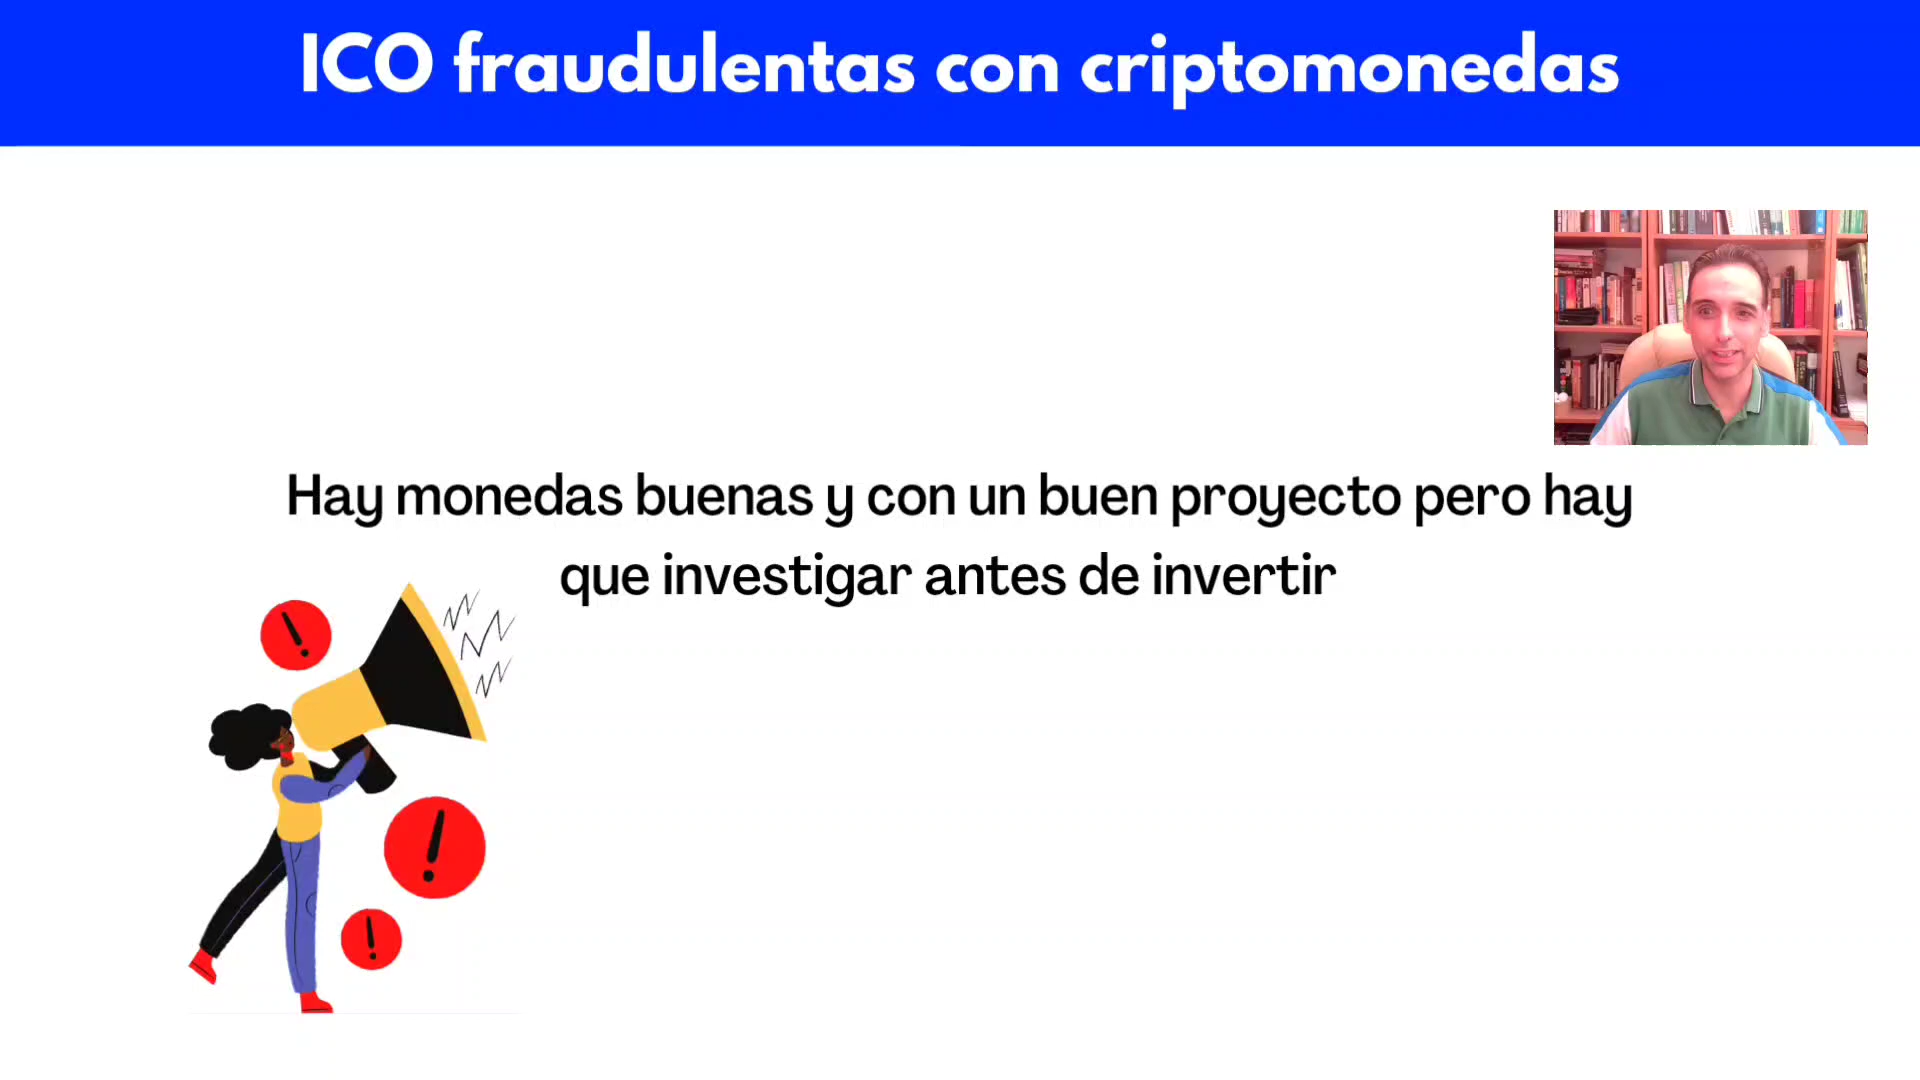 ICO fraudulentas con criptomonedas
Hay monedas buenas y con un buen proyecto pero hay
que investigar antes de invertir